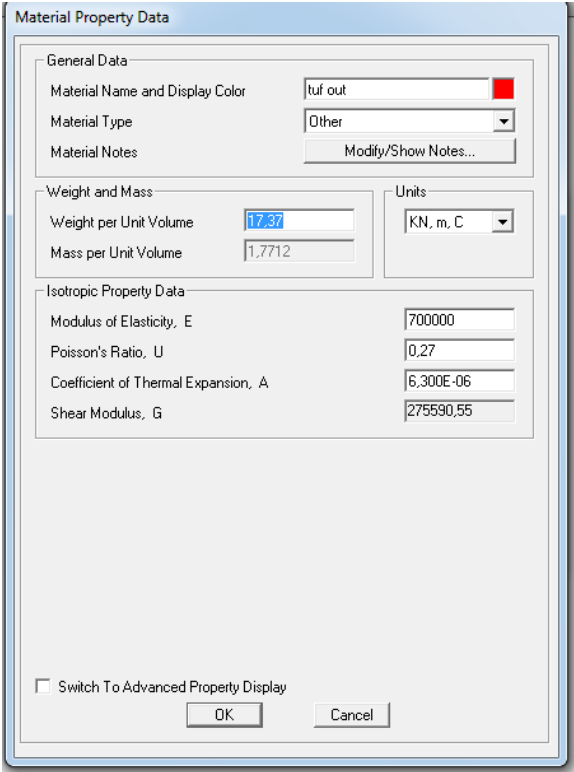 Material Property Data
General Data
Material Name and Display Color tuf out
Material Type Other
Material Notes Modify/Show Notes...
Weight and Mass Units
Weight per Unit Volume 17,37 KN, m, C
Mass per Unit Volume 1,7712
Isotropic Property Data
Modulus of Elasticity, E 700000
Poisson's Ratio, U 0,27
Coefficient of Thermal Expansion, A 6,300E-06
Shear Modulus, G 275590,55
Switch To Advanced Property Display
OK Cancel